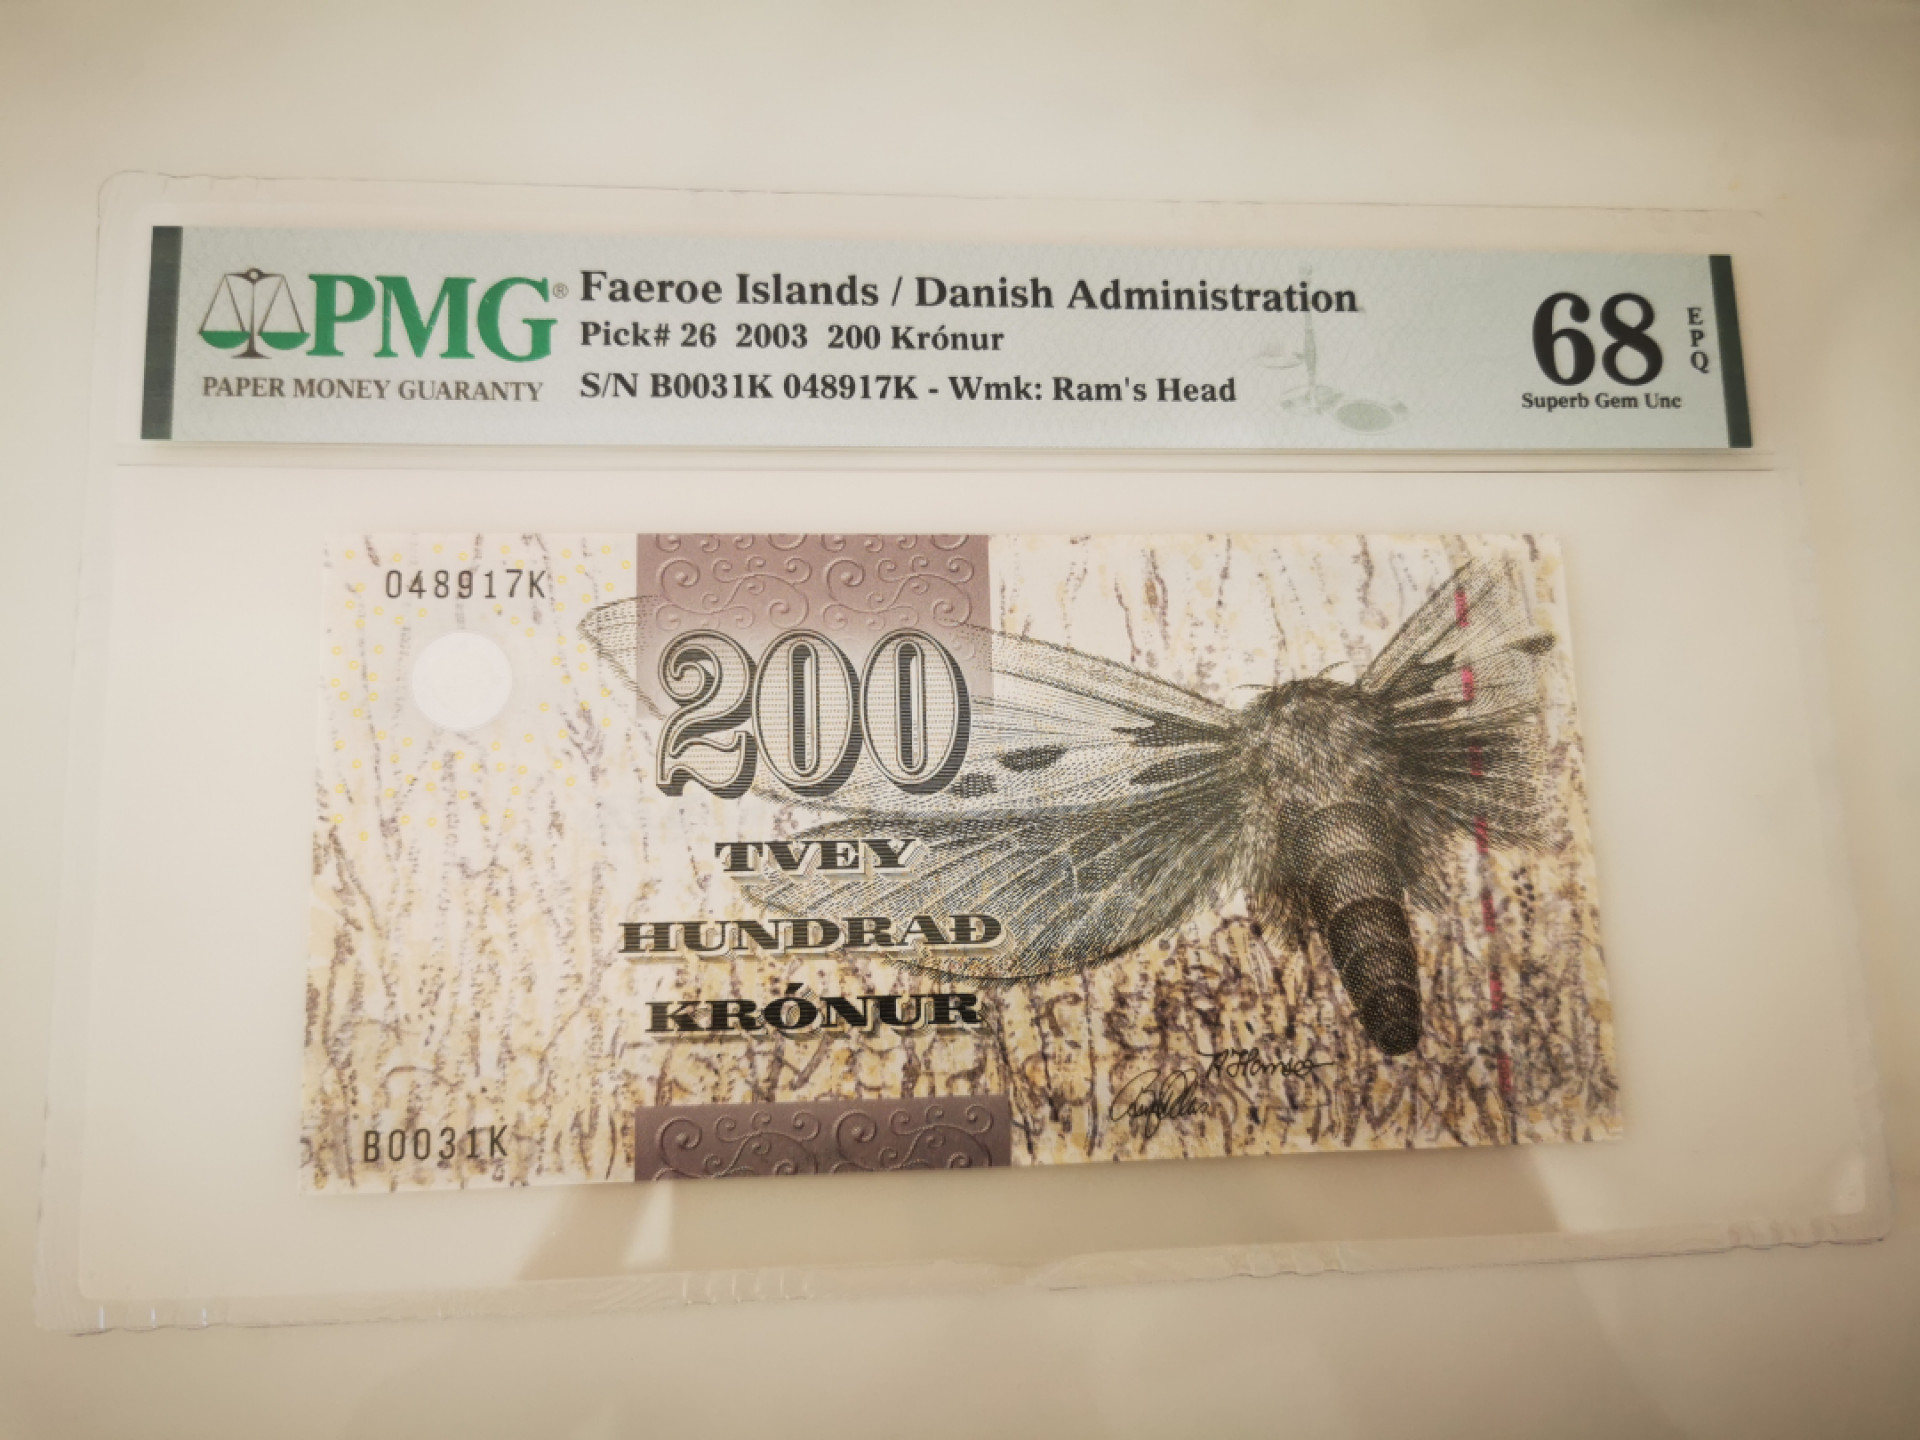 PMG®
PAPER MONEY GUARANTY
Faeroe Islands / Danish Administration
Pick# 26 2003 200 Krónur
S/N B0031K 048917K - Wmk: Ram's Head
68
EPQ
Superb Gem Unc
048917K
200
TVEY
HUNDRAÐ
KRÓNUR
B0031K